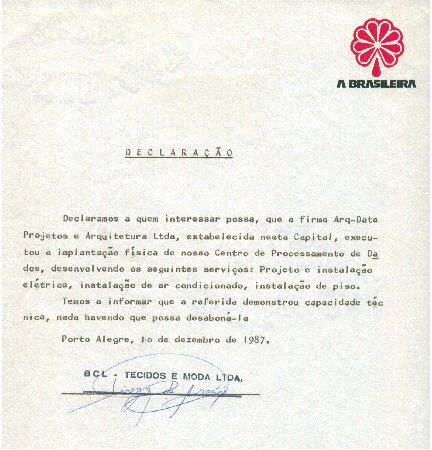 A BRASILEIRA
DECLARAÇÃO
Declaramos a quem interessar possa, que a firma Arq-Data
Projetos e Arquitetura Ltda, estabelecida nesta Capital, execu-
tou a implantação física de nosso Centro de Processamento de Da
dos, desenvolvendo os seguintes serviços: Projeto e instalação
elétrica, instalação de ar condicionado, instalação de piso.
Temos a informar que a referida demonstrou capacidade téc
nica, nada havendo que possa desaboná-la
Porto Alegre, de dezembro de 1987.
BCL - TECIDOS E MODA LTDA.